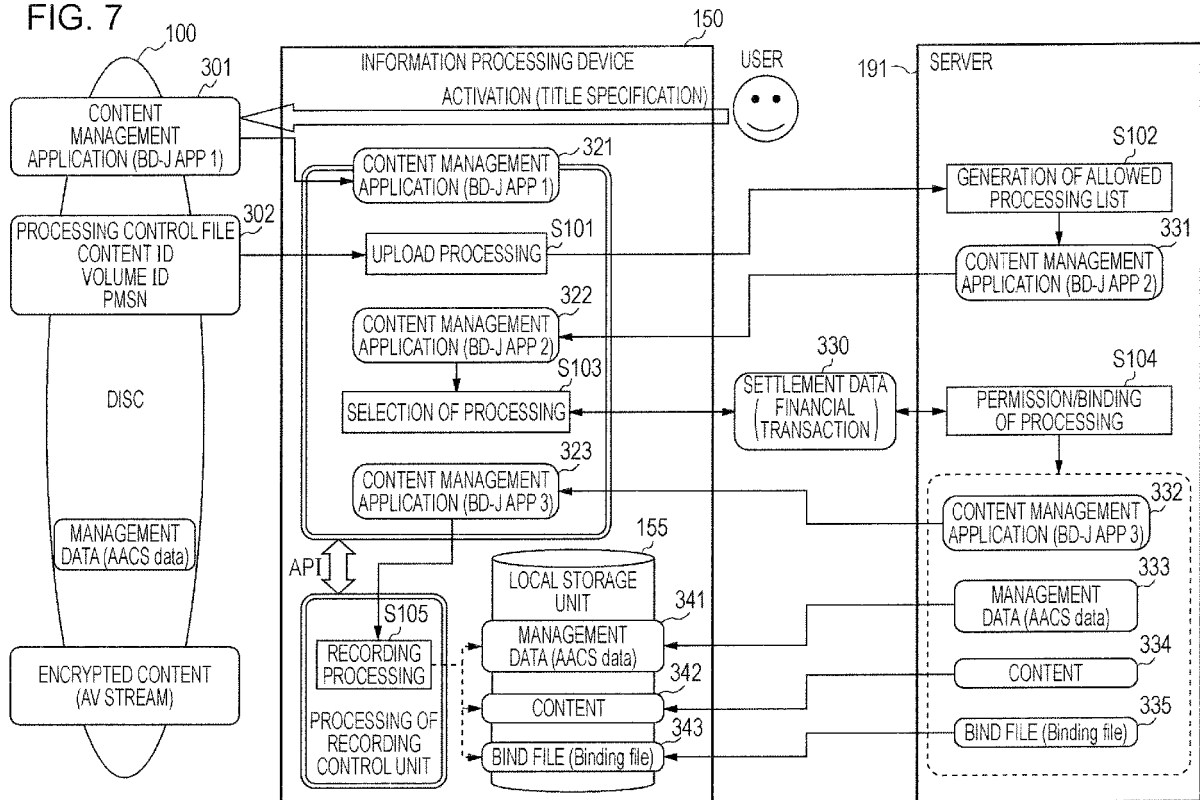 FIG. 7
100
301
CONTENT
MANAGEMENT
APPLICATION (BD-J APP 1)
302
PROCESSING CONTROL FILE
CONTENT ID
VOLUME ID
PMSN
DISC
MANAGEMENT
DATA (AACS data)
ENCRYPTED CONTENT
(AV STREAM)
150
INFORMATION PROCESSING DEVICE
ACTIVATION (TITLE SPECIFICATION)
USER
321
CONTENT MANAGEMENT
APPLICATION (BD-J APP 1)
S101
UPLOAD PROCESSING
322
CONTENT MANAGEMENT
APPLICATION (BD-J APP 2)
S103
SELECTION OF PROCESSING
323
CONTENT MANAGEMENT
APPLICATION (BD-J APP 3)
API
S105
RECORDING
PROCESSING
PROCESSING OF
RECORDING
CONTROL UNIT
155
LOCAL STORAGE
UNIT
341
MANAGEMENT
DATA (AACS data)
342
CONTENT
343
BIND FILE (Binding file)
330
SETTLEMENT DATA
( FINANCIAL
TRANSACTION )
191
SERVER
S102
GENERATION OF ALLOWED
PROCESSING LIST
331
CONTENT MANAGEMENT
APPLICATION (BD-J APP 2)
S104
PERMISSION/BINDING
OF PROCESSING
332
CONTENT MANAGEMENT
APPLICATION (BD-J APP 3)
333
MANAGEMENT
DATA (AACS data)
334
CONTENT
335
BIND FILE (Binding file)